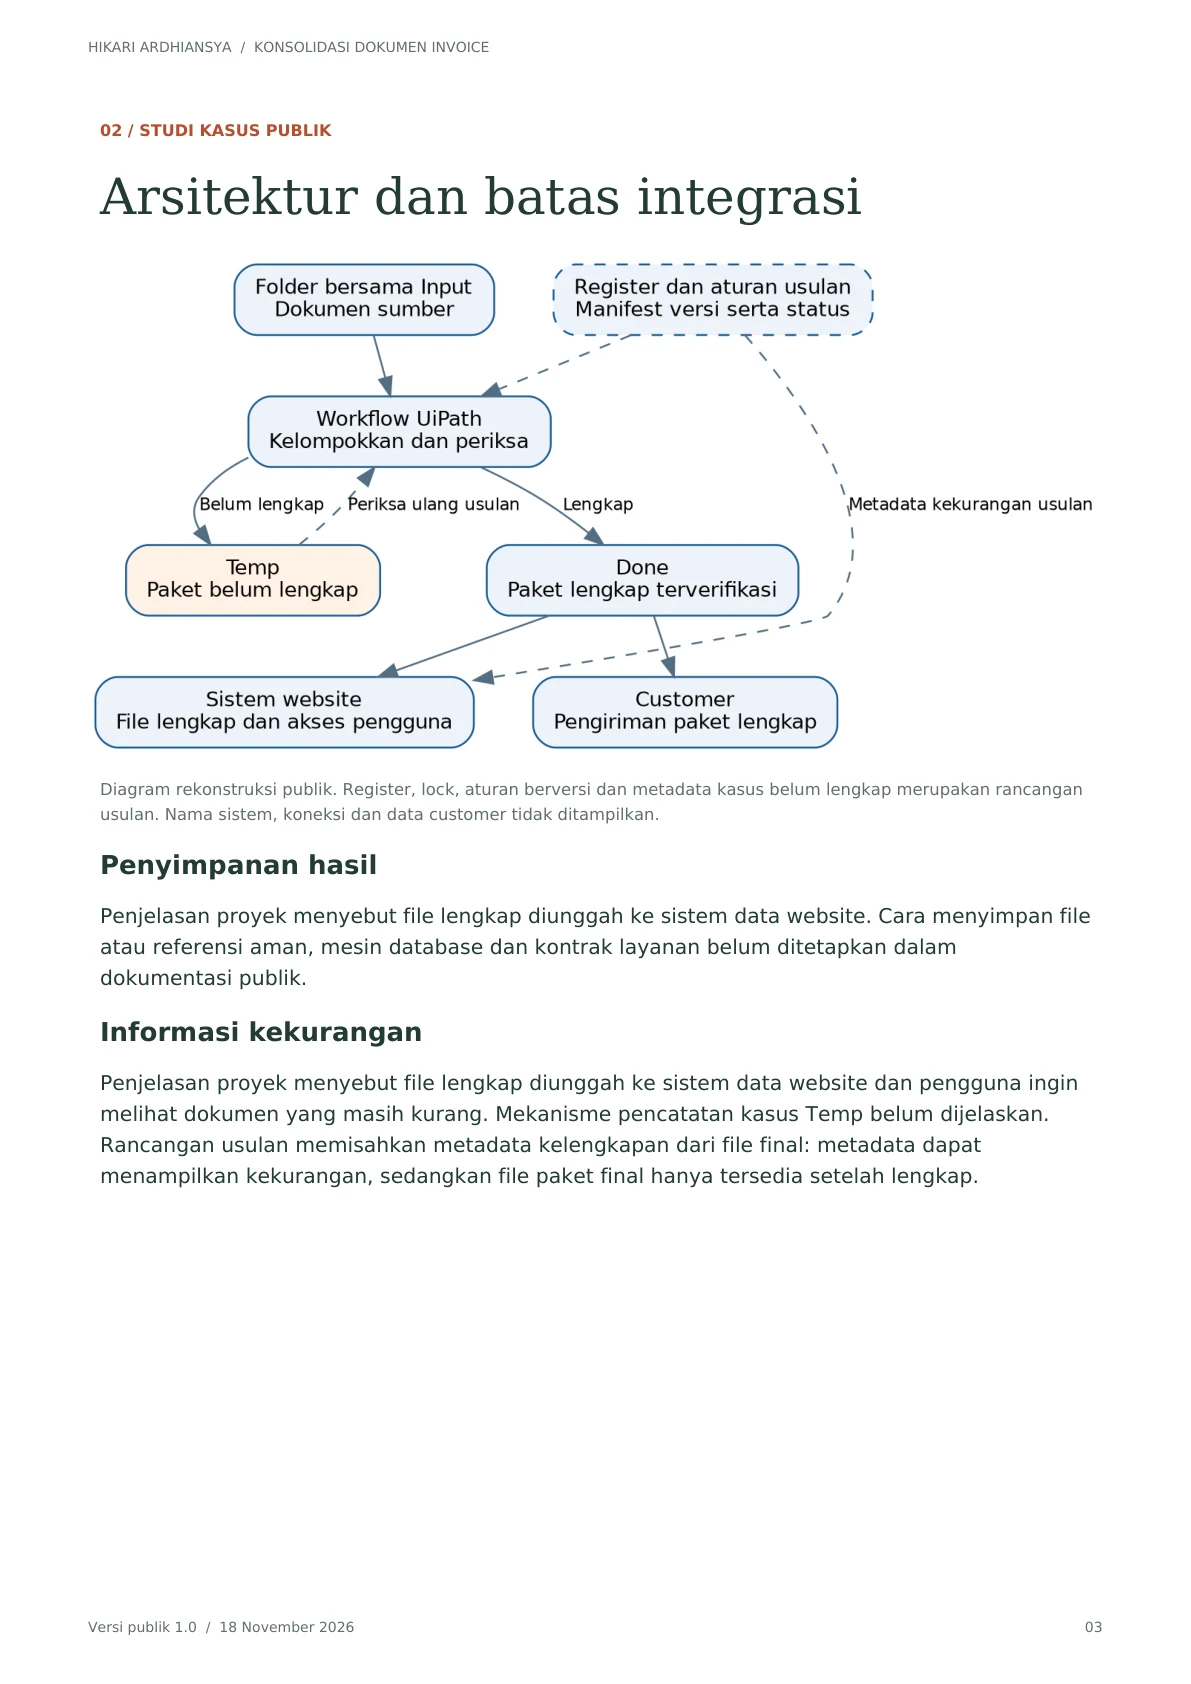 HIKARI ARDHIANSYA / KONSOLIDASI DOKUMEN INVOICE
02 / STUDI KASUS PUBLIK
Arsitektur dan batas integrasi
Folder bersama Input
Dokumen sumber
Register dan aturan usulan
Manifest versi serta status
Workflow UiPath
Kelompokkan dan periksa
Belum lengkap
Periksa ulang usulan
Lengkap
Metadata kekurangan usulan
Temp
Paket belum lengkap
Done
Paket lengkap terverifikasi
Sistem website
File lengkap dan akses pengguna
Customer
Pengiriman paket lengkap
Diagram rekonstruksi publik. Register, lock, aturan berversi dan metadata kasus belum lengkap merupakan rancangan
usulan. Nama sistem, koneksi dan data customer tidak ditampilkan.
Penyimpanan hasil
Penjelasan proyek menyebut file lengkap diunggah ke sistem data website. Cara menyimpan file
atau referensi aman, mesin database dan kontrak layanan belum ditetapkan dalam
dokumentasi publik.
Informasi kekurangan
Penjelasan proyek menyebut file lengkap diunggah ke sistem data website dan pengguna ingin
melihat dokumen yang masih kurang. Mekanisme pencatatan kasus Temp belum dijelaskan.
Rancangan usulan memisahkan metadata kelengkapan dari file final: metadata dapat
menampilkan kekurangan, sedangkan file paket final hanya tersedia setelah lengkap.
Versi publik 1.0 / 18 November 2026
03